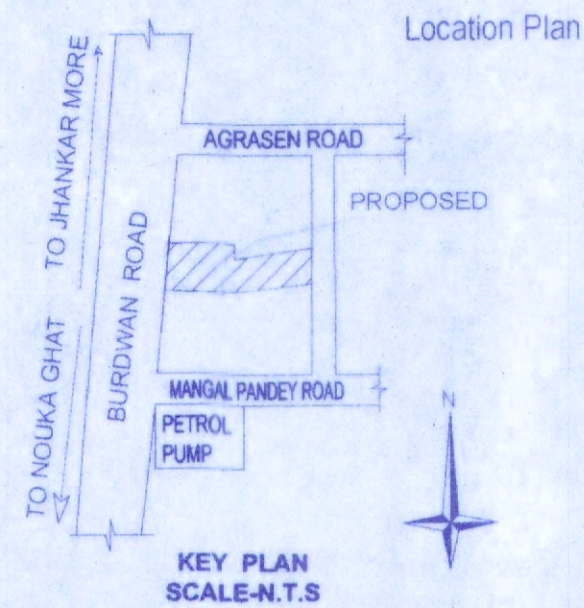 Location Plan
TO JHANKAR MORE
AGRASEN ROAD
PROPOSED
BURDWAN ROAD
TO NOUKA GHAT
MANGAL PANDEY ROAD
PETROL
PUMP
N
KEY PLAN
SCALE-N.T.S